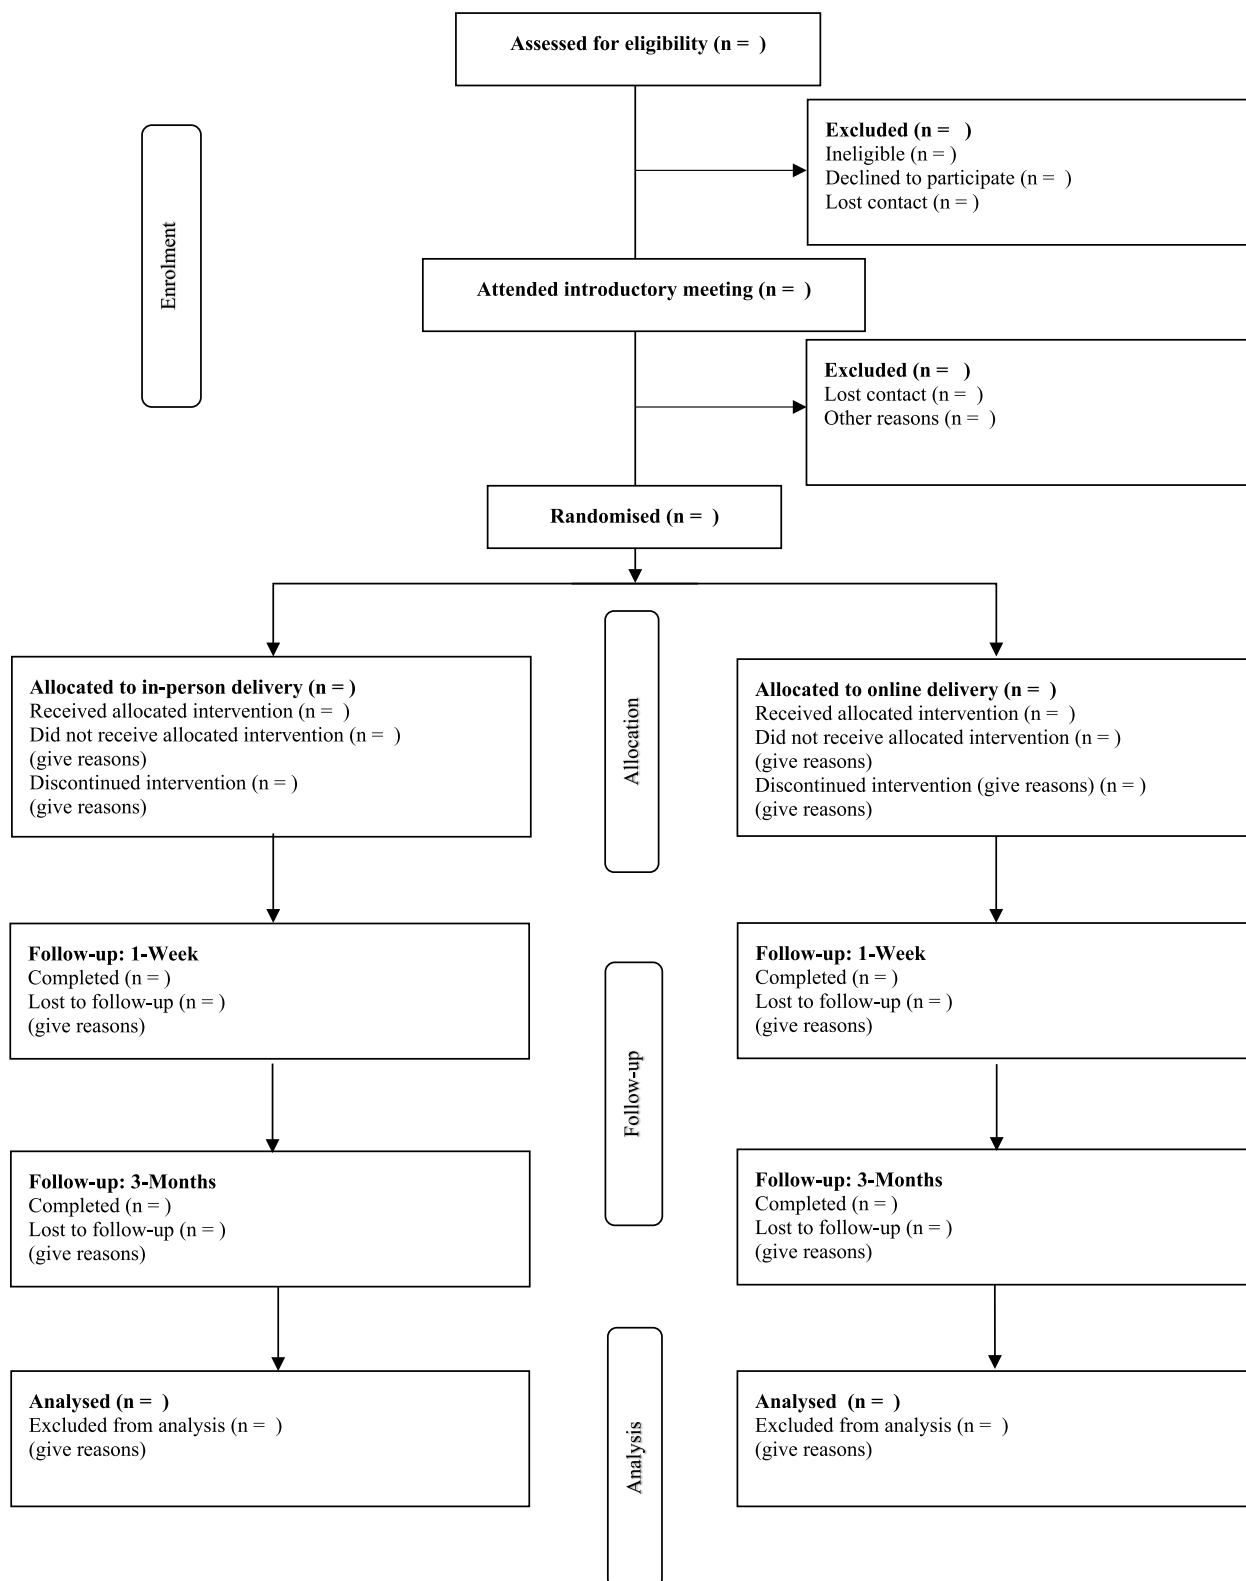 Assessed for eligibility (n =  )
Excluded (n =  )
Ineligible (n = )
Declined to participate (n =  )
Lost contact (n = )
Enrolment
Attended introductory meeting (n =  )
Excluded (n =  )
Lost contact (n =  )
Other reasons (n =  )
Randomised (n =  )
Allocation
Allocated to in-person delivery (n = )
Received allocated intervention (n =  )
Did not receive allocated intervention (n =  )
(give reasons)
Discontinued intervention (n = )
(give reasons)
Allocated to online delivery (n =  )
Received allocated intervention (n =  )
Did not receive allocated intervention (n = )
(give reasons)
Discontinued intervention (give reasons) (n = )
(give reasons)
Follow-up: 1-Week
Completed (n = )
Lost to follow-up (n = )
(give reasons)
Follow-up: 1-Week
Completed (n = )
Lost to follow-up (n = )
(give reasons)
Follow-up
Follow-up: 3-Months
Completed (n = )
Lost to follow-up (n = )
(give reasons)
Follow-up: 3-Months
Completed (n = )
Lost to follow-up (n = )
(give reasons)
Analysed (n =  )
Excluded from analysis (n =  )
(give reasons)
Analysed  (n =  )
Excluded from analysis (n =  )
(give reasons)
Analysis